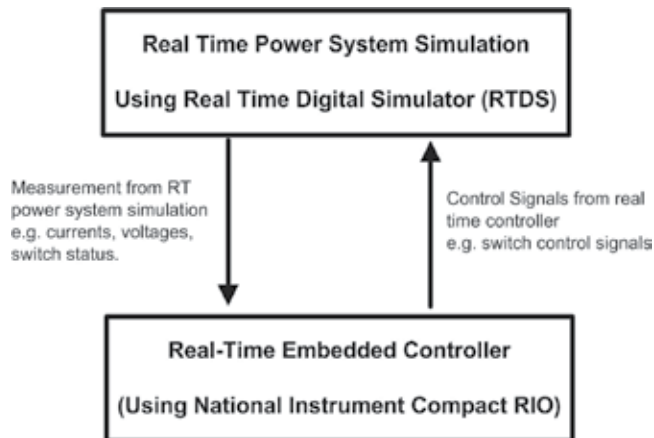 Real Time Power System Simulation
Using Real Time Digital Simulator (RTDS)
Measurement from RT
power system simulation
e.g. currents, voltages,
switch status.
Control Signals from real
time controller
e.g. switch control signals
Real-Time Embedded Controller
(Using National Instrument Compact RIO)